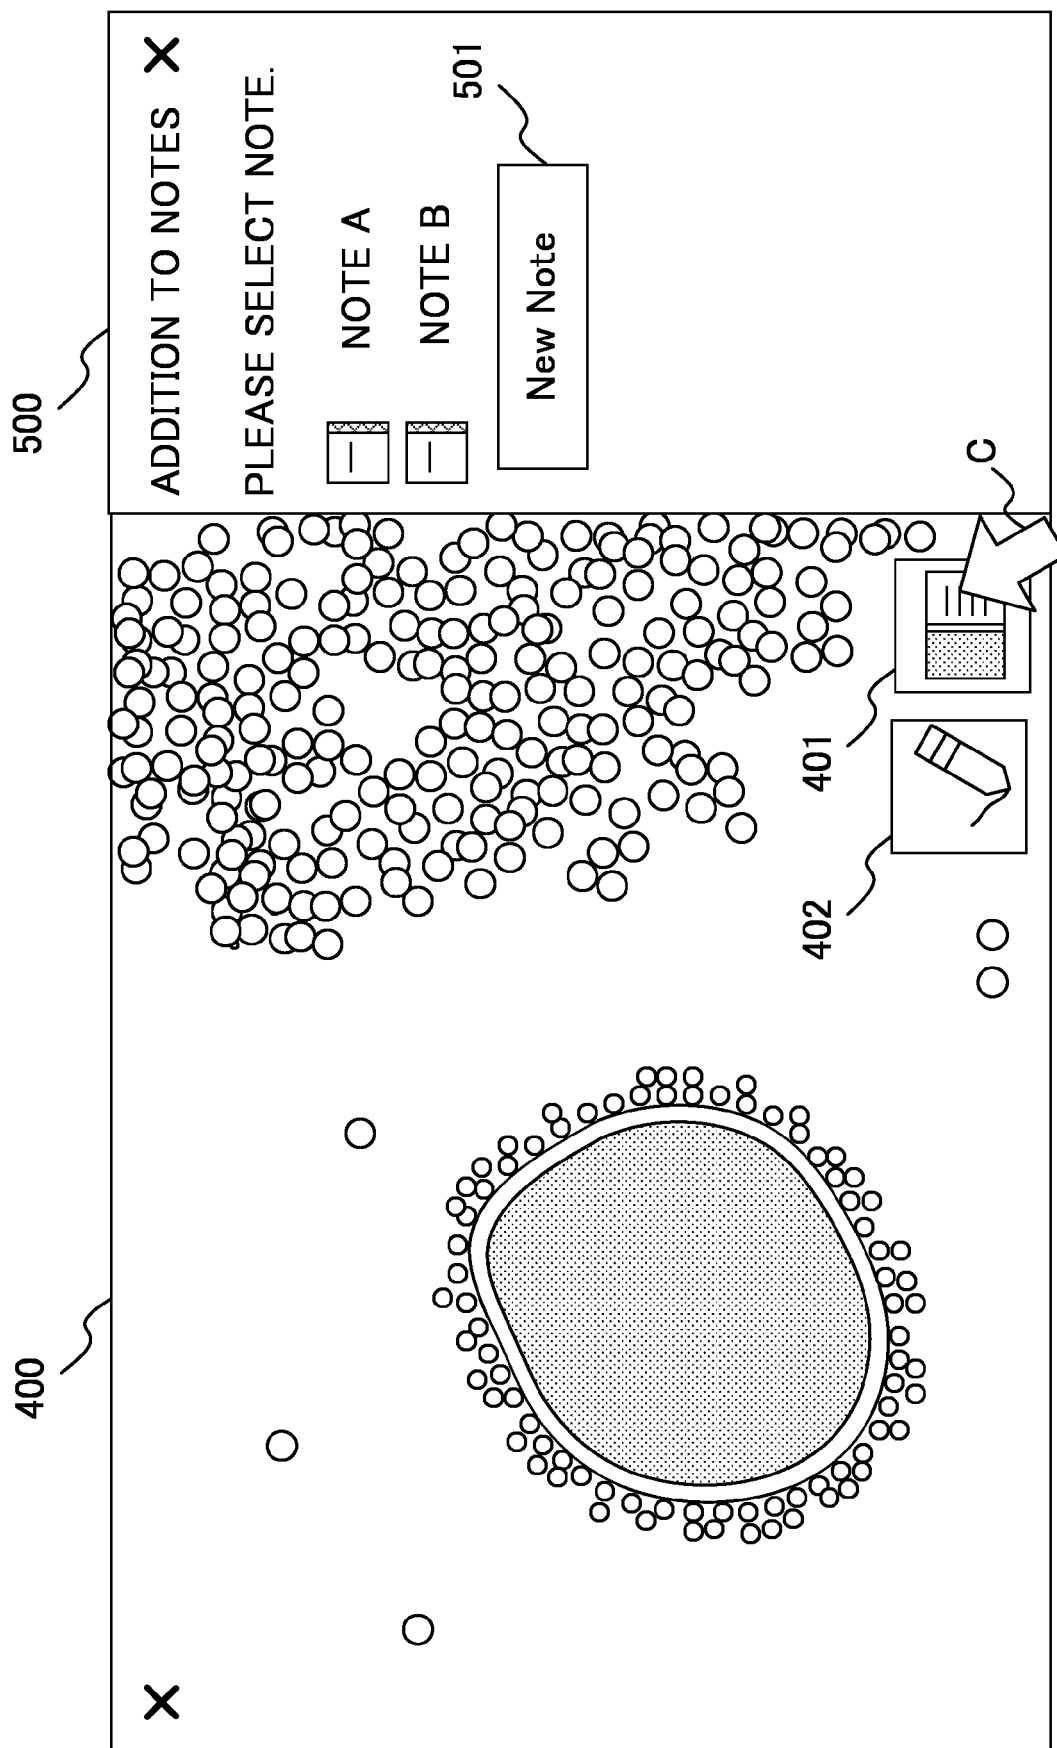 400
500
ADDITION TO NOTES X
PLEASE SELECT NOTE.
NOTE A
NOTE B
New Note
501
402
401
C